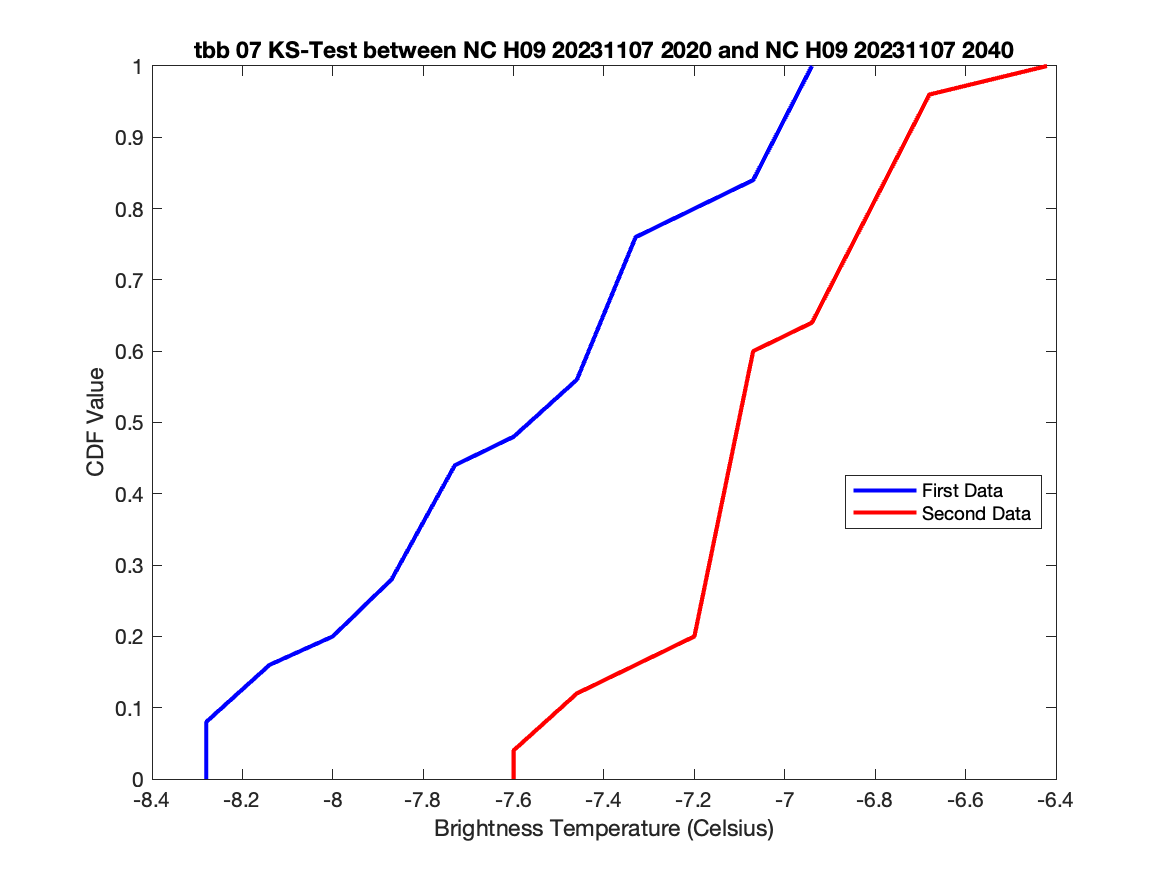 tbb 07 KS-Test between NC H09 20231107 2020 and NC H09 20231107 2040
1
0.9
0.8
0.7
0.6
0.5
0.4
0.3
0.2
0.1
0
CDF Value
First Data
Second Data
-8.4 -8.2 -8 -7.8 -7.6 -7.4 -7.2 -7 -6.8 -6.6 -6.4
Brightness Temperature (Celsius)